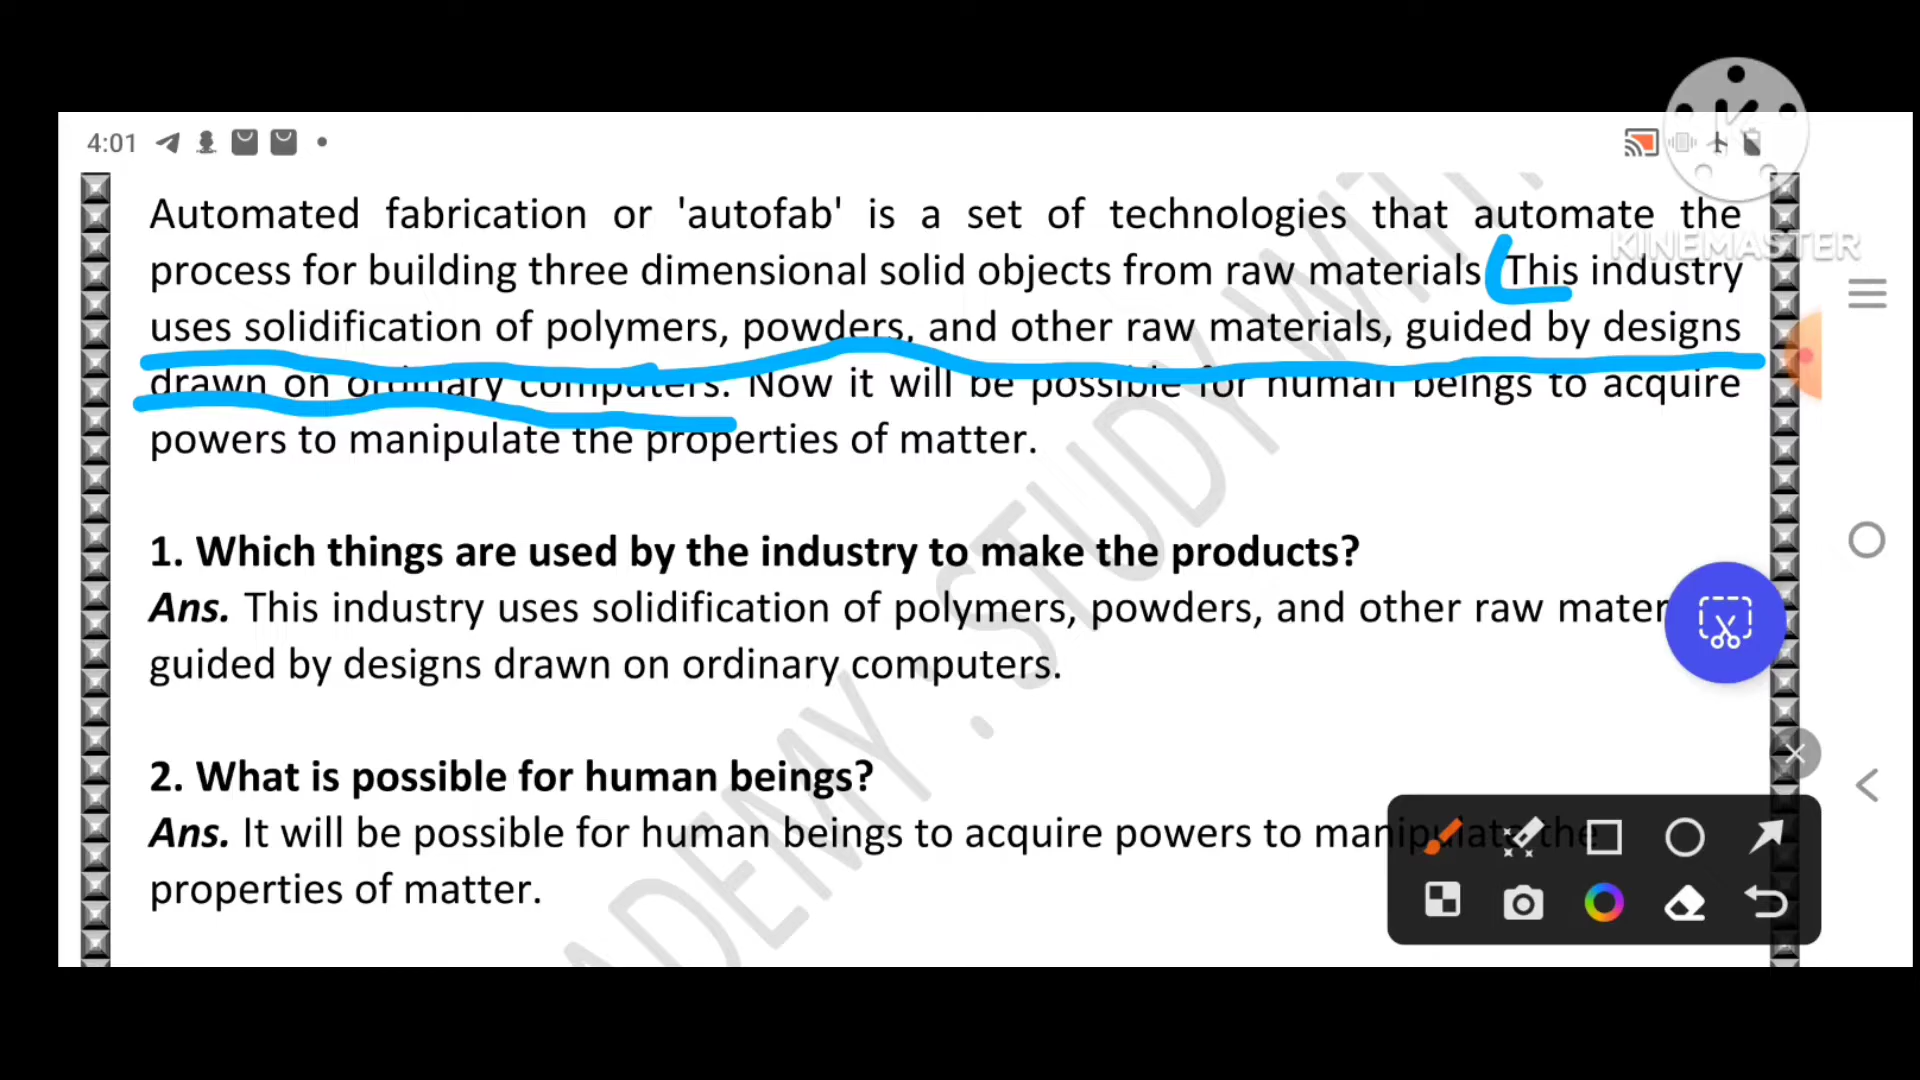 4:01
KINEMASTER
Automated fabrication or 'autofab' is a set of technologies that automate the
process for building three dimensional solid objects from raw materials. This industry
uses solidification of polymers, powders, and other raw materials, guided by designs
drawn on ordinary computers. Now it will be possible for human beings to acquire
powers to manipulate the properties of matter.
1. Which things are used by the industry to make the products?
Ans. This industry uses solidification of polymers, powders, and other raw mater
guided by designs drawn on ordinary computers.
2. What is possible for human beings?
Ans. It will be possible for human beings to acquire powers to manipulate the
properties of matter.
ADEMY : STUDY WIT